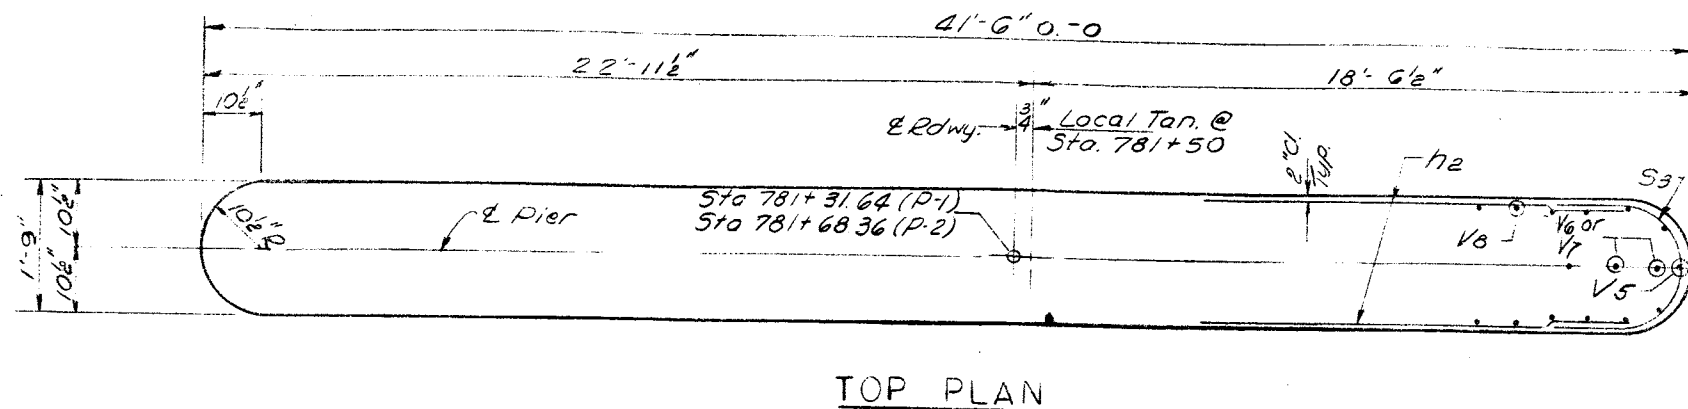 41'-6" O.-O
22'-11½"
18'-6½"
10½"
¾"
℄ Rdwy.
Local Tan. @
Sta. 781+50
2" Cl.
Typ.
h2
S3
1'-9"
10½" 10½"
10½" R
℄ Pier
Sta 781+31.64 (P-1)
Sta 781+68.36 (P-2)
V8
V6 or
V7
V5
TOP PLAN